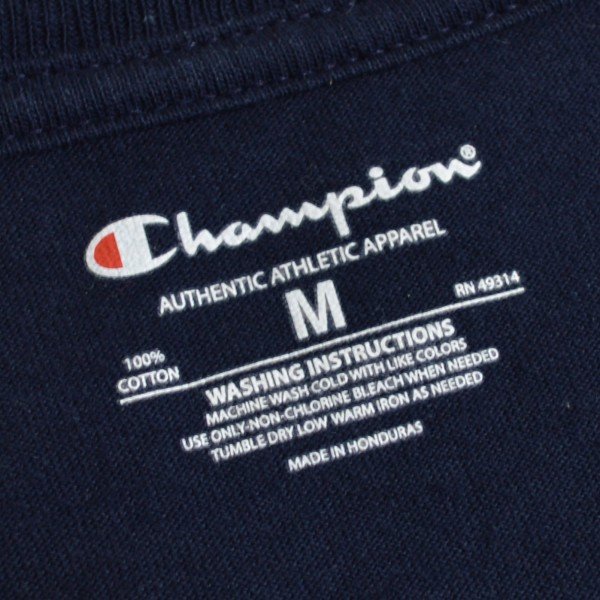 Champion®
AUTHENTIC ATHLETIC APPAREL
M
RN 49314
100%
COTTON
WASHING INSTRUCTIONS
MACHINE WASH COLD WITH LIKE COLORS
USE ONLY-NON-CHLORINE BLEACH WHEN NEEDED
TUMBLE DRY LOW WARM IRON AS NEEDED
MADE IN HONDURAS